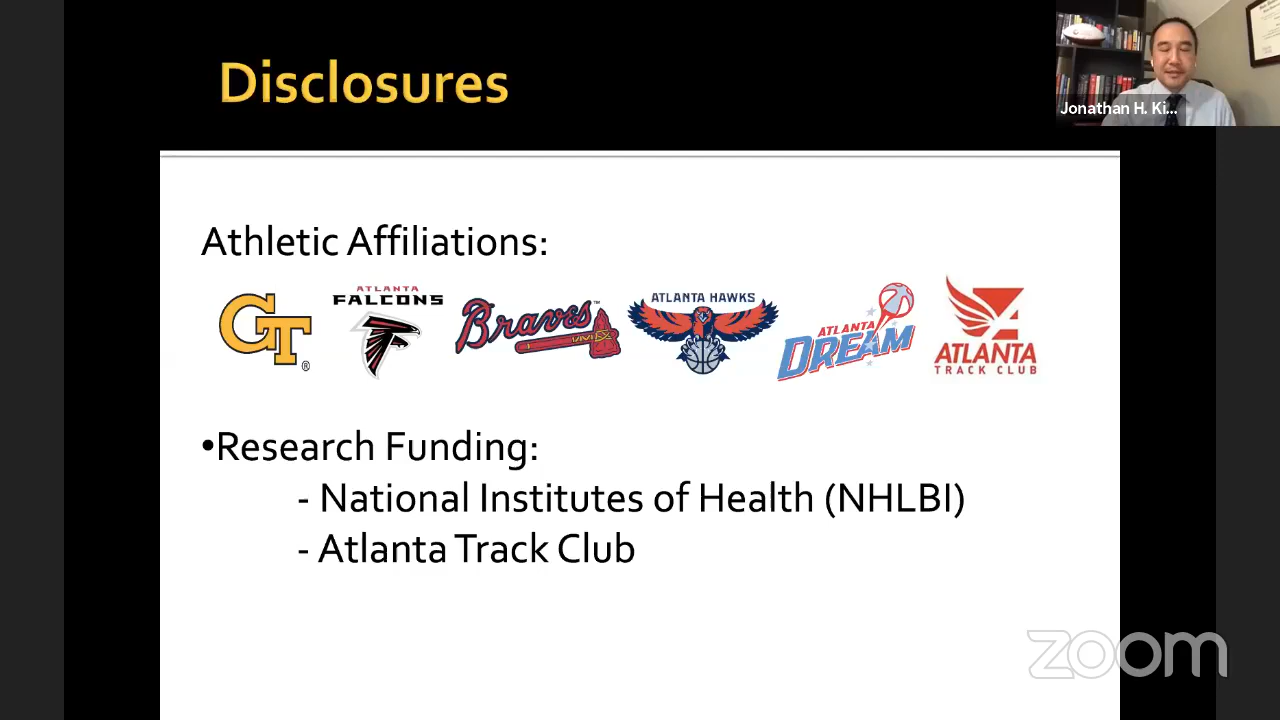 Disclosures
Jonathan H. Ki...
Athletic Affiliations:
GT
®
ATLANTA
FALCONS
Braves
™
ATLANTA HAWKS
ATLANTA
DREAM
ATLANTA
TRACK CLUB
•Research Funding:
- National Institutes of Health (NHLBI)
- Atlanta Track Club
zoom